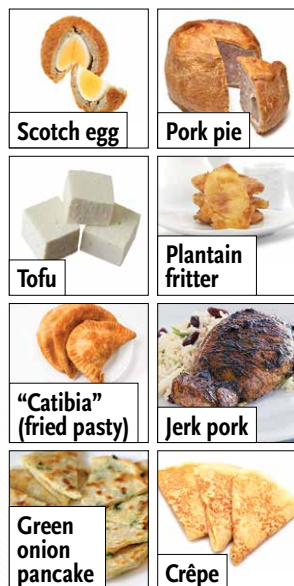 Scotch egg
Pork pie
Tofu
Plantain
fritter
“Catibia”
(fried pasty)
Jerk pork
Green
onion
pancake
Crêpe